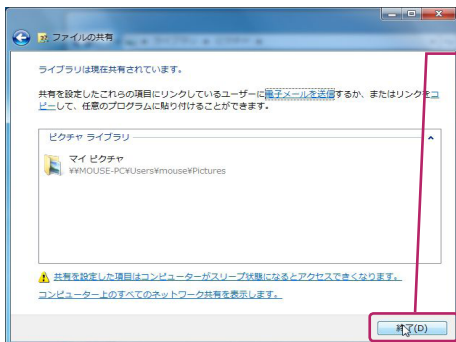 ファイルの共有
ライブラリは現在共有されています。
共有を設定したこれらの項目にリンクしているユーザーに電子メールを送信するか、またはリンクをコ
ピーして、任意のプログラムに貼り付けることができます。
ピクチャ ライブラリ
マイ ピクチャ
¥¥MOUSE-PC¥Users¥mouse¥Pictures
共有を設定した項目はコンピューターがスリープ状態になるとアクセスできくなります。
コンピューター上のすべてのネットワーク共有を表示します。
終了(D)